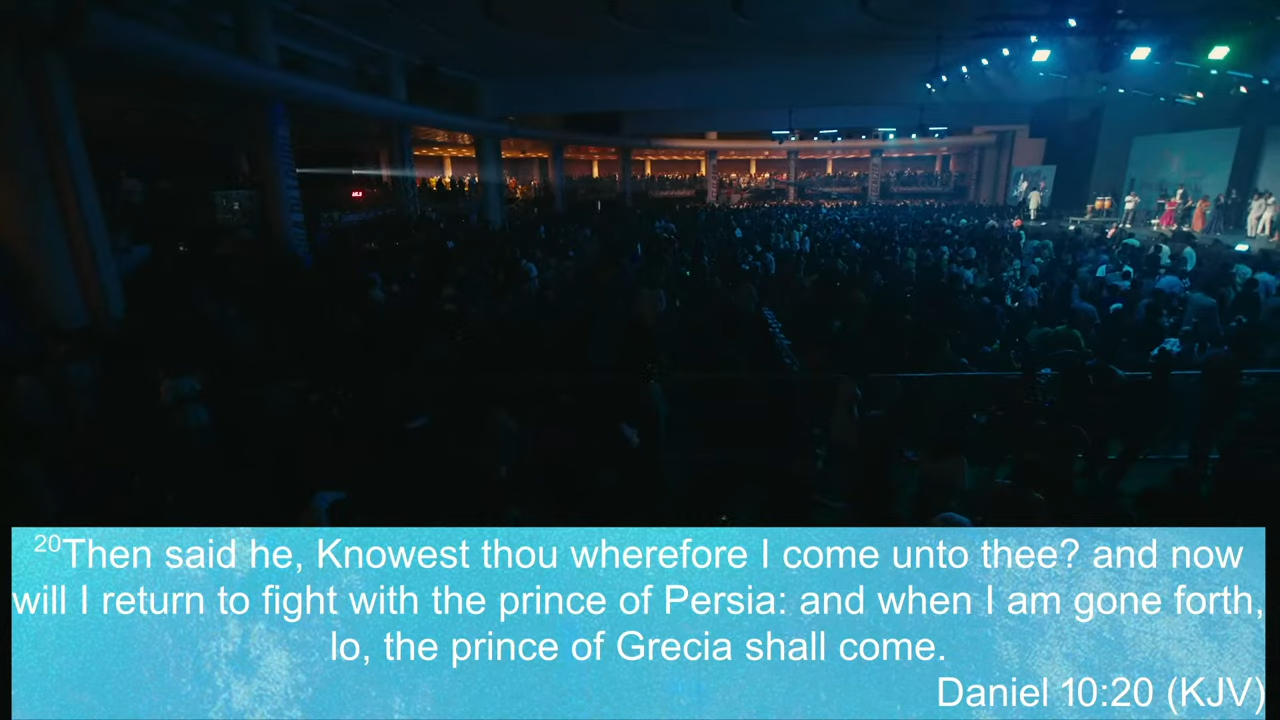 20Then said he, Knowest thou wherefore I come unto thee? and now
will I return to fight with the prince of Persia: and when I am gone forth,
lo, the prince of Grecia shall come.
Daniel 10:20 (KJV)